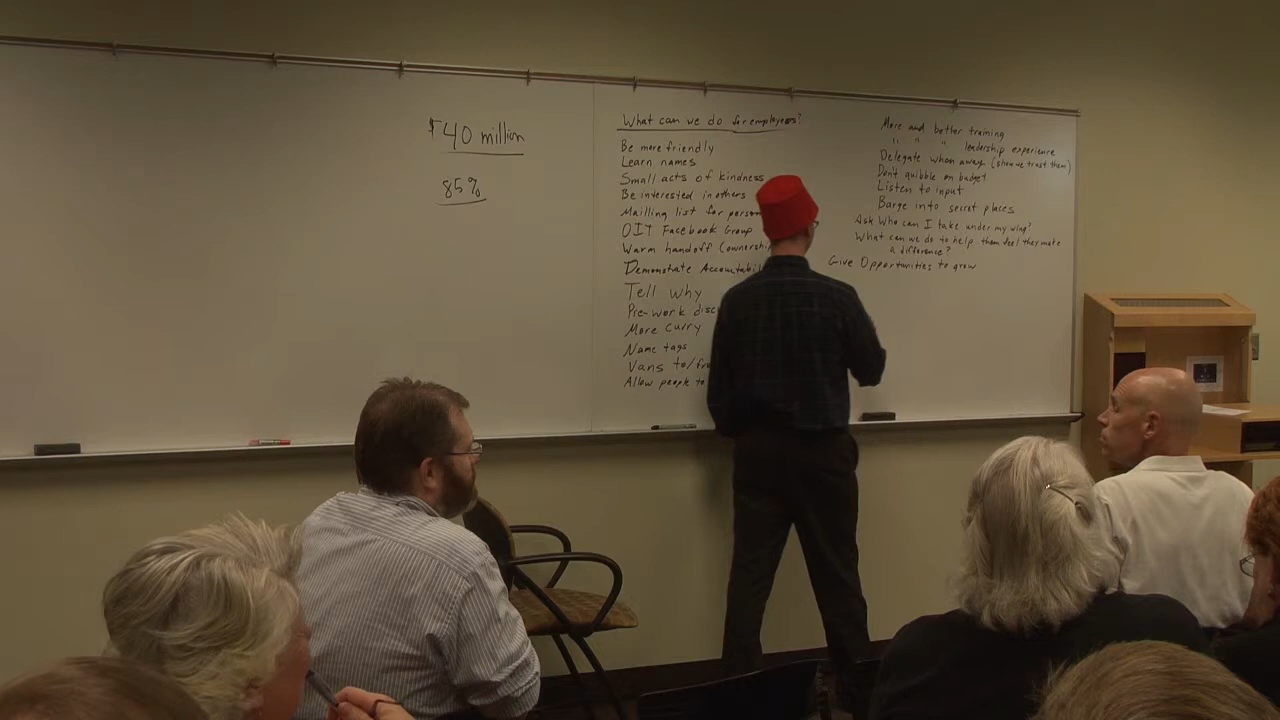 $40 million
85%
What can we do for employees?
Be more friendly
Learn names
Small acts of kindness
Be interested in others
Mailling list for
OIT Facebook Group
Warm handoff (ownership
Demonstrate
Tell why
Pre-work
More Curry
Name tags
Vans to/
Allow people to
More and better training
" " " leadership experience
Delegate when away (show we trust them)
Don't quibble on budget
Listen to input
Barge into secret places
Ask Who can I take under my wing?
What can we do to help them feel they make
a difference?
Give Opportunities to grow